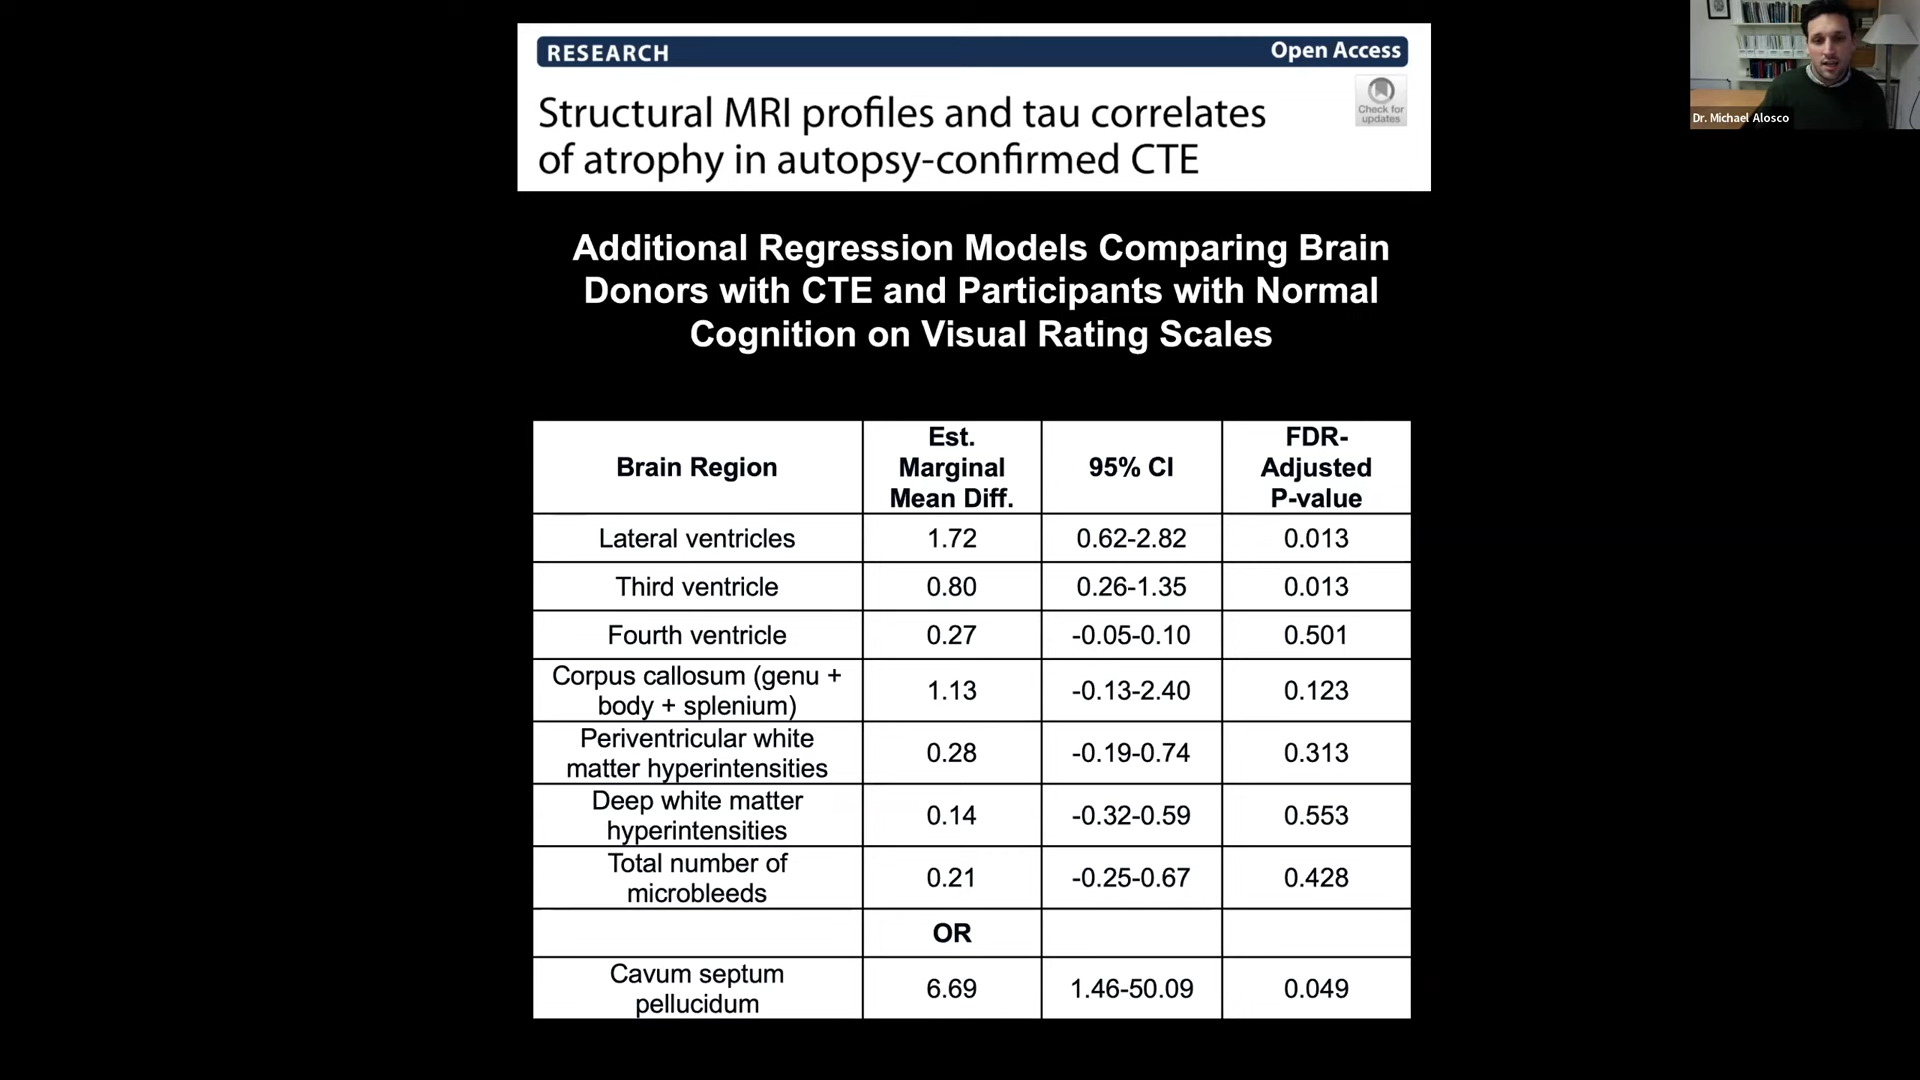 RESEARCH Open Access
Structural MRI profiles and tau correlates
of atrophy in autopsy-confirmed CTE
Check for
updates
Dr. Michael Alosco
Additional Regression Models Comparing Brain
Donors with CTE and Participants with Normal
Cognition on Visual Rating Scales
Brain Region Est. Marginal Mean Diff. 95% CI FDR-Adjusted P-value
Lateral ventricles 1.72 0.62-2.82 0.013
Third ventricle 0.80 0.26-1.35 0.013
Fourth ventricle 0.27 -0.05-0.10 0.501
Corpus callosum (genu + body + splenium) 1.13 -0.13-2.40 0.123
Periventricular white matter hyperintensities 0.28 -0.19-0.74 0.313
Deep white matter hyperintensities 0.14 -0.32-0.59 0.553
Total number of microbleeds 0.21 -0.25-0.67 0.428
OR
Cavum septum pellucidum 6.69 1.46-50.09 0.049